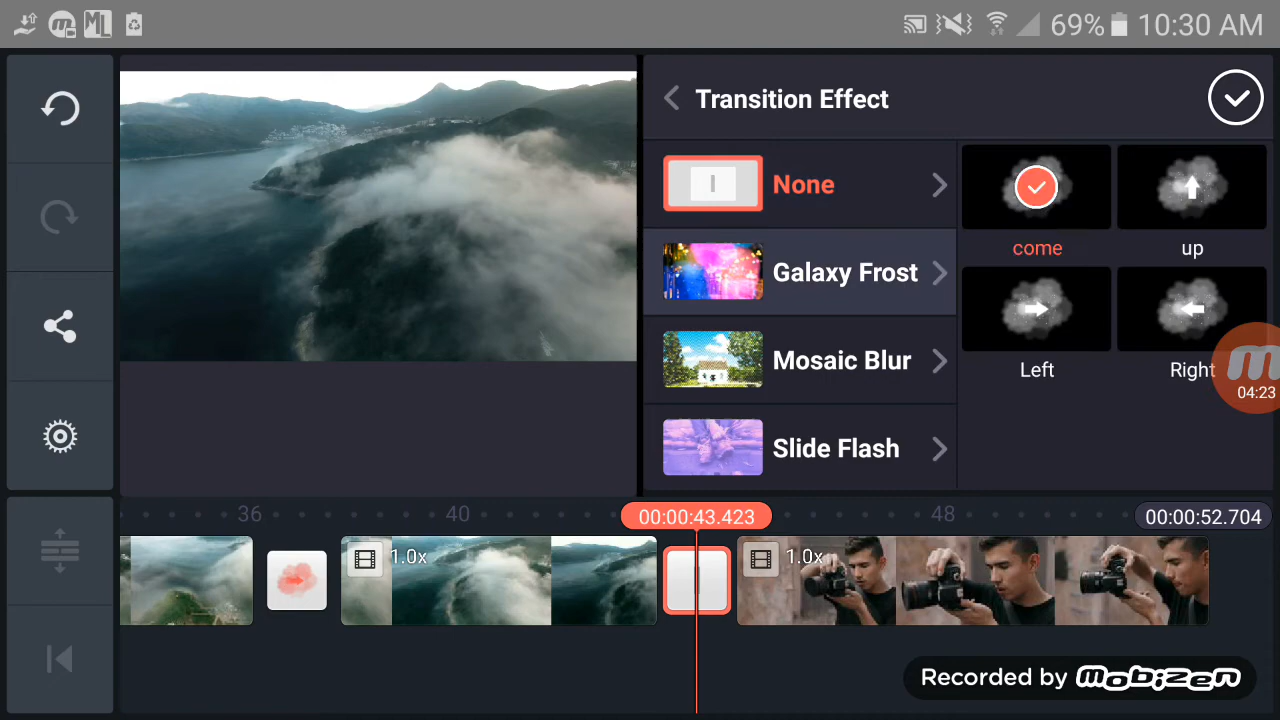 M ML 69% 10:30 AM
Transition Effect
None
Galaxy Frost
Mosaic Blur
Slide Flash
come
up
Left
Right
04:23
36 40 00:00:43.423 48 00:00:52.704
1.0x 1.0x
Recorded by mobizen